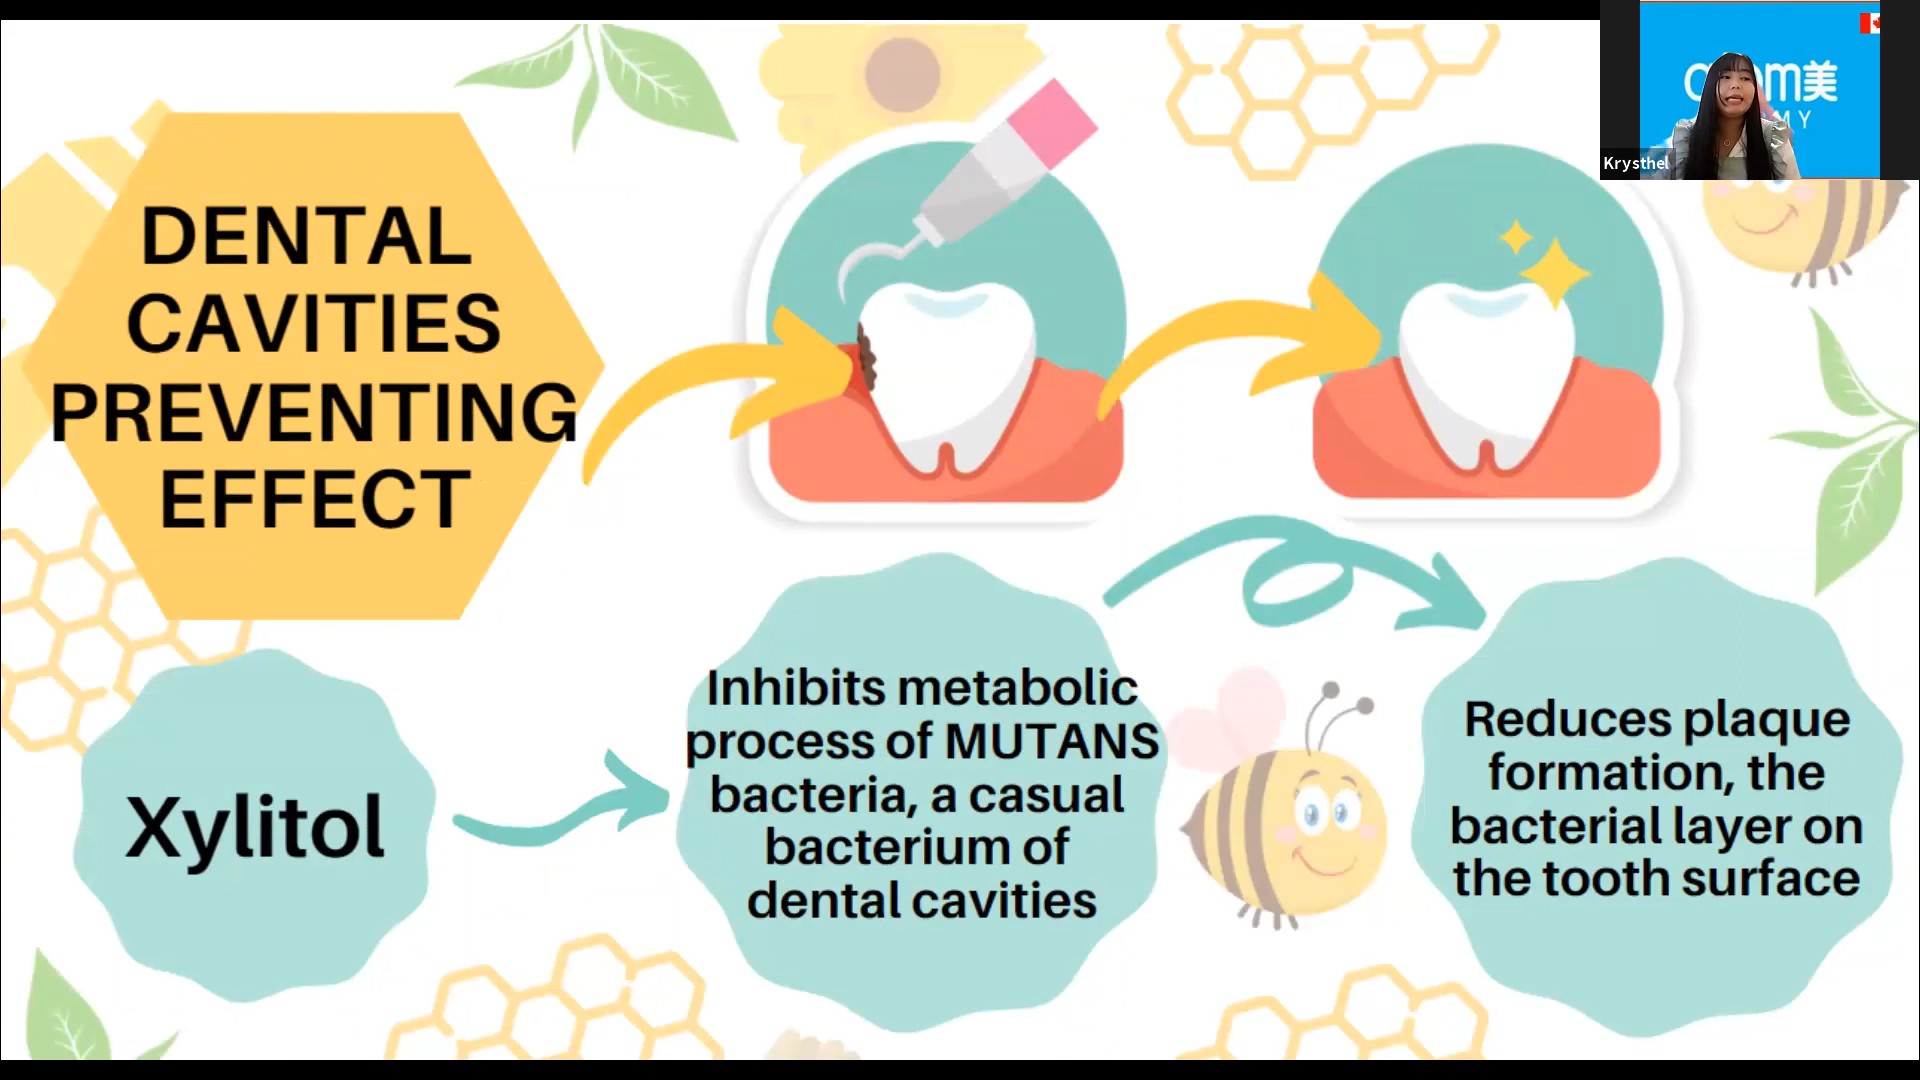 DENTAL
CAVITIES
PREVENTING
EFFECT
Xylitol
Inhibits metabolic
process of MUTANS
bacteria, a casual
bacterium of
dental cavities
Reduces plaque
formation, the
bacterial layer on
the tooth surface
Krysthel